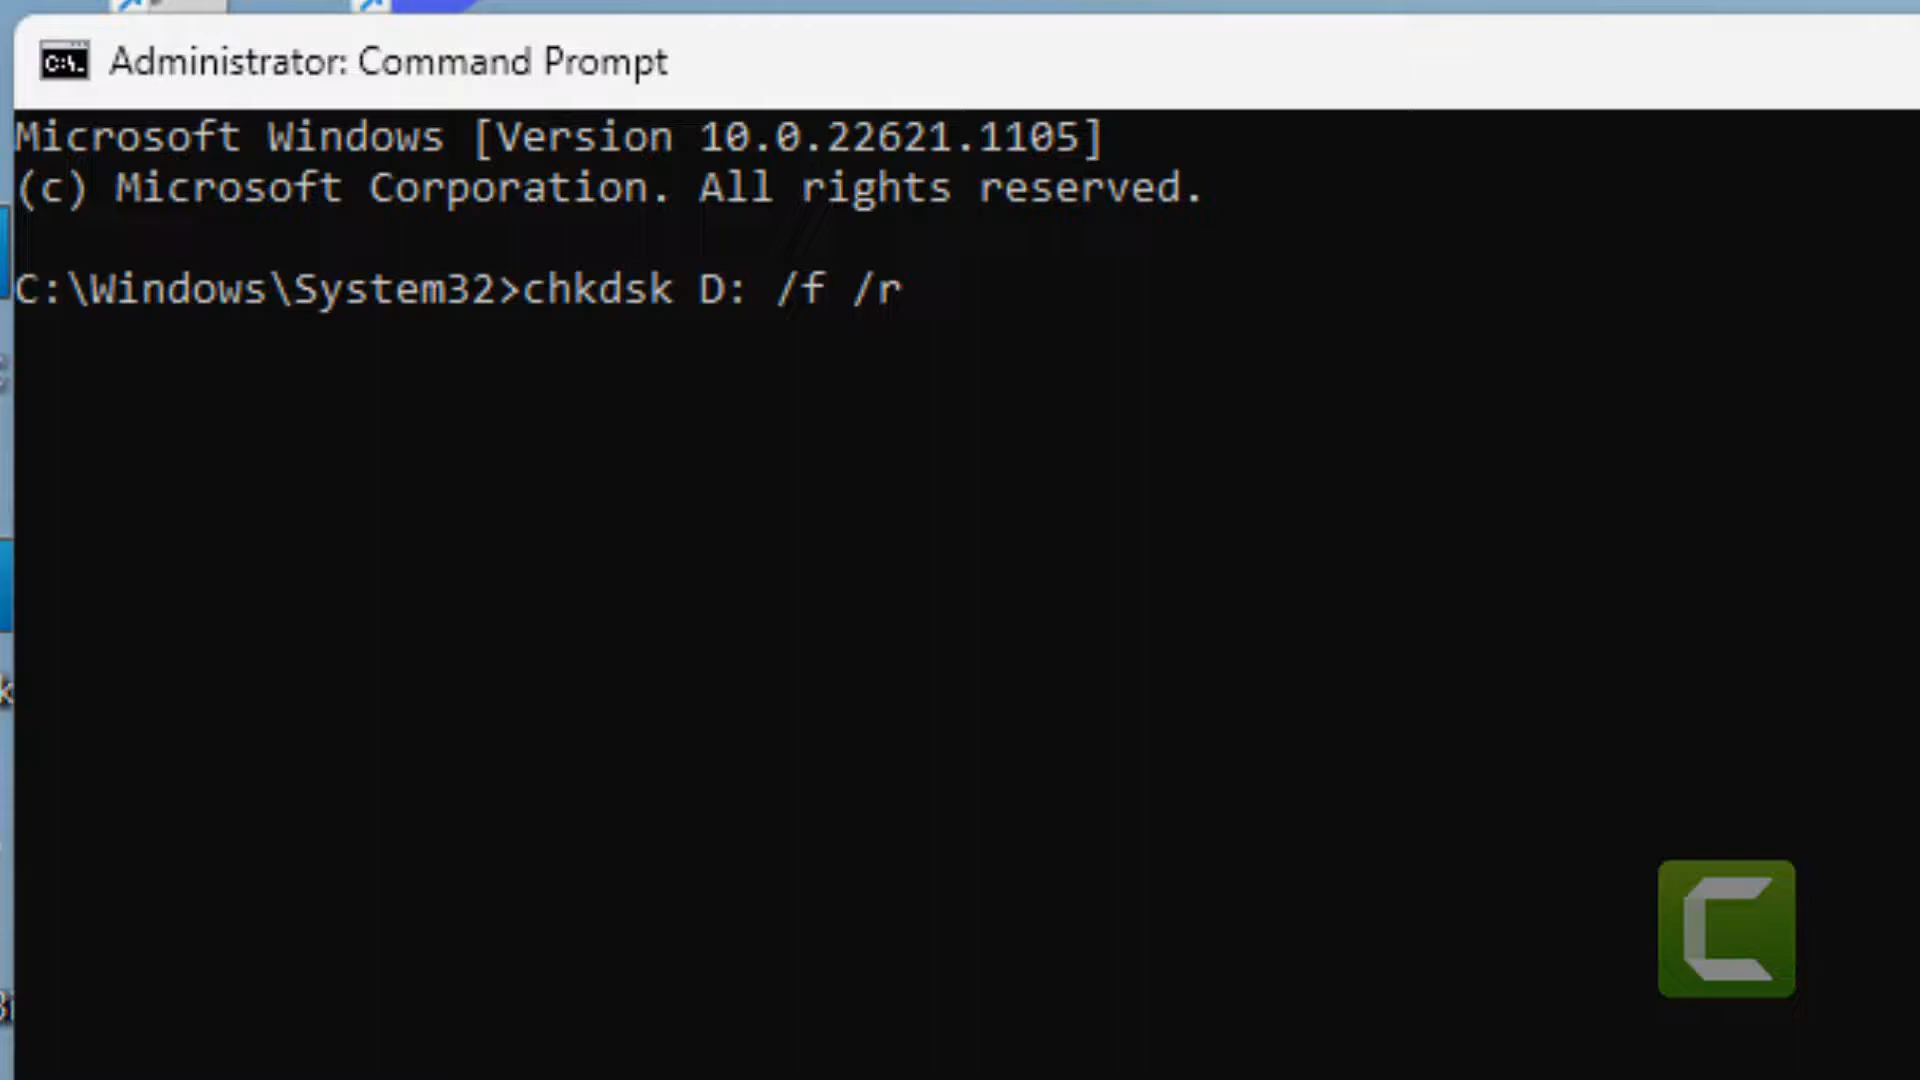 Administrator: Command Prompt
Microsoft Windows [Version 10.0.22621.1105]
(c) Microsoft Corporation. All rights reserved.
C:\Windows\System32>chkdsk D: /f /r